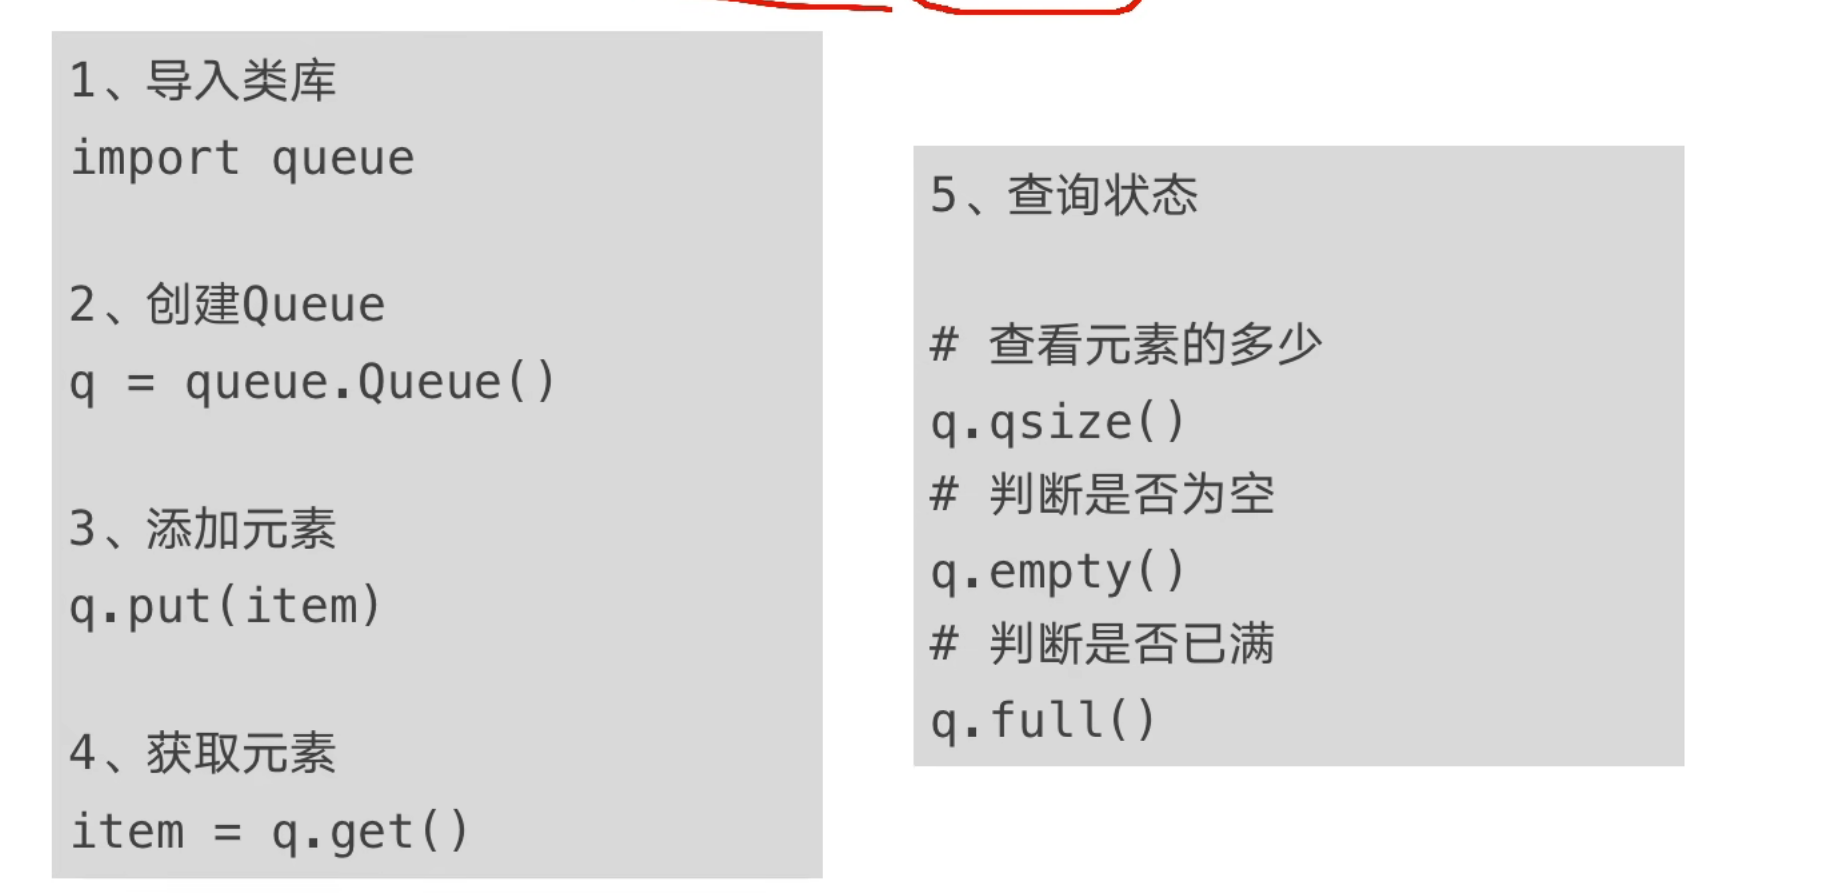 1、导入类库
import queue
2、创建Queue
q = queue.Queue()
3、添加元素
q.put(item)
4、获取元素
item = q.get()
5、查询状态
# 查看元素的多少
q.qsize()
# 判断是否为空
q.empty()
# 判断是否已满
q.full()